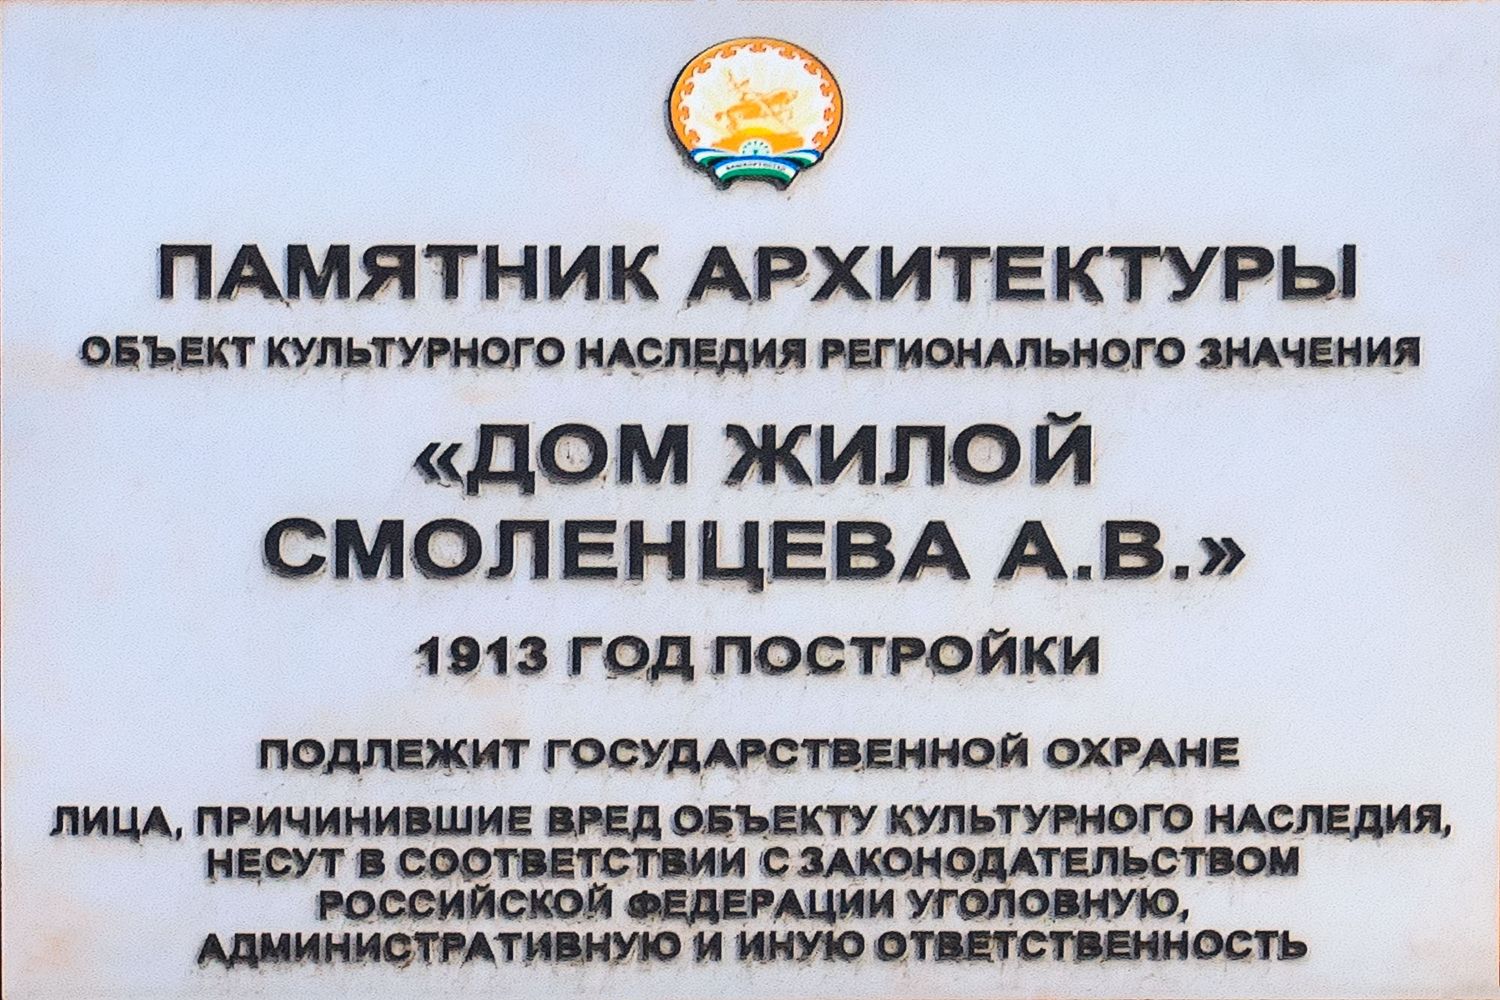 ПАМЯТНИК АРХИТЕКТУРЫ
ОБЪЕКТ КУЛЬТУРНОГО НАСЛЕДИЯ РЕГИОНАЛЬНОГО ЗНАЧЕНИЯ
«ДОМ ЖИЛОЙ
СМОЛЕНЦЕВА А.В.»
1913 ГОД ПОСТРОЙКИ
ПОДЛЕЖИТ ГОСУДАРСТВЕННОЙ ОХРАНЕ
ЛИЦА, ПРИЧИНИВШИЕ ВРЕД ОБЪЕКТУ КУЛЬТУРНОГО НАСЛЕДИЯ,
НЕСУТ В СООТВЕТСТВИИ С ЗАКОНОДАТЕЛЬСТВОМ
РОССИЙСКОЙ ФЕДЕРАЦИИ УГОЛОВНУЮ,
АДМИНИСТРАТИВНУЮ И ИНУЮ ОТВЕТСТВЕННОСТЬ